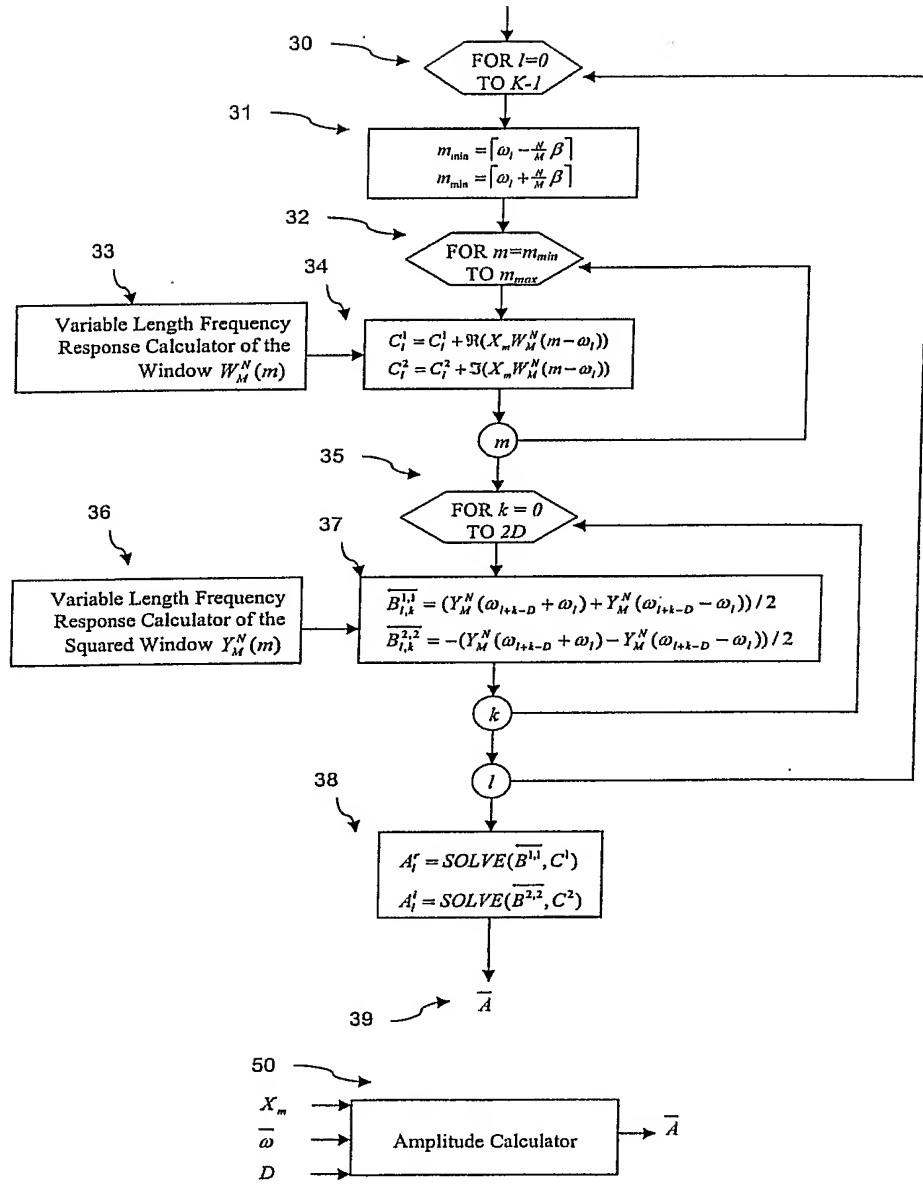 30
FOR l=0
TO K-1
31
m_min = ⌈ω_l − N/M β⌉
m_min = ⌈ω_l + N/M β⌉
32
FOR m=m_min
TO m_max
33
Variable Length Frequency
Response Calculator of the
Window W_M^N(m)
34
C_l^1 = C_l^1 + ℜ(X_m W_M^N(m−ω_l))
C_l^2 = C_l^2 + ℑ(X_m W_M^N(m−ω_l))
m
35
FOR k = 0
TO 2D
36
Variable Length Frequency
Response Calculator of the
Squared Window Y_M^N(m)
37
B̅_{l,k}^{1,1} = (Y_M^N(ω_{l+k−D} + ω_l) + Y_M^N(ω_{l+k−D} − ω_l)) / 2
B̅_{l,k}^{2,2} = −(Y_M^N(ω_{l+k−D} + ω_l) − Y_M^N(ω_{l+k−D} − ω_l)) / 2
k
l
38
A_l^r = SOLVE(B̅^{1,1}, C^1)
A_l^i = SOLVE(B̅^{2,2}, C^2)
39
A̅
50
X_m
ω̅
D
Amplitude Calculator
A̅